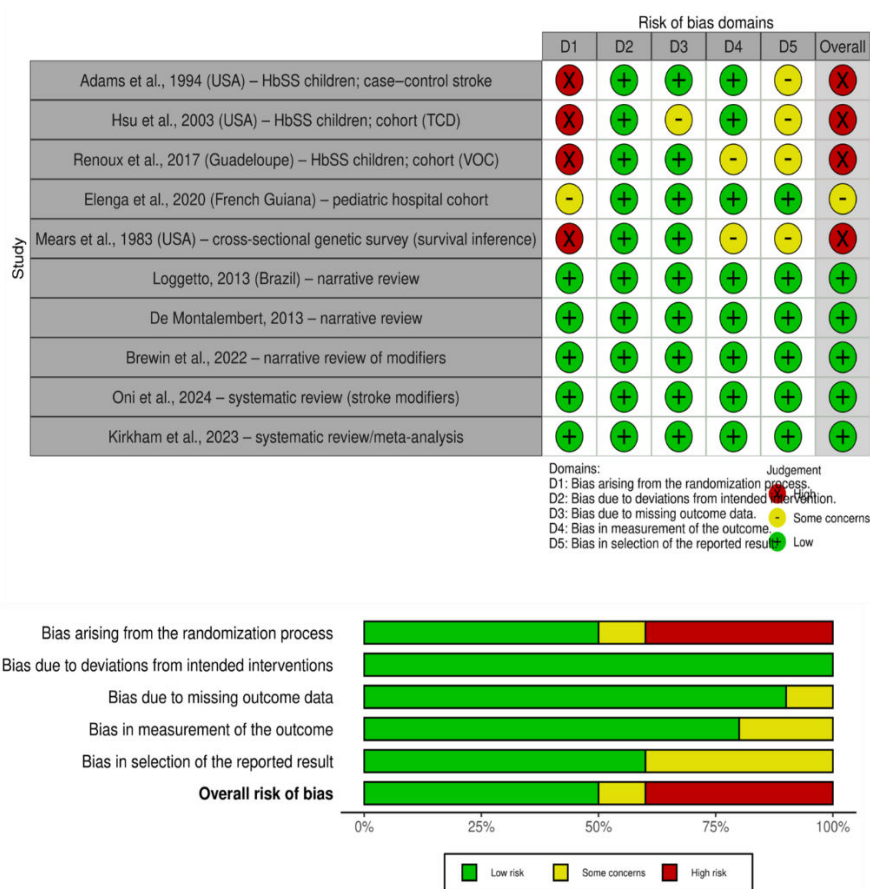 Risk of bias domains
D1 D2 D3 D4 D5 Overall
Study
Adams et al., 1994 (USA) – HbSS children; case–control stroke X + + + - X
Hsu et al., 2003 (USA) – HbSS children; cohort (TCD) X + - + - X
Renoux et al., 2017 (Guadeloupe) – HbSS children; cohort (VOC) X + + - - X
Elenga et al., 2020 (French Guiana) – pediatric hospital cohort - + + + + -
Mears et al., 1983 (USA) – cross-sectional genetic survey (survival inference) X + + - - X
Loggetto, 2013 (Brazil) – narrative review + + + + + +
De Montalembert, 2013 – narrative review + + + + + +
Brewin et al., 2022 – narrative review of modifiers + + + + + +
Oni et al., 2024 – systematic review (stroke modifiers) + + + + + +
Kirkham et al., 2023 – systematic review/meta-analysis + + + + + +
Domains:
D1: Bias arising from the randomization process.
D2: Bias due to deviations from intended intervention.
D3: Bias due to missing outcome data.
D4: Bias in measurement of the outcome.
D5: Bias in selection of the reported result.
Judgement
X High
- Some concerns
+ Low
Bias arising from the randomization process
Bias due to deviations from intended interventions
Bias due to missing outcome data
Bias in measurement of the outcome
Bias in selection of the reported result
Overall risk of bias
0% 25% 50% 75% 100%
Low risk Some concerns High risk